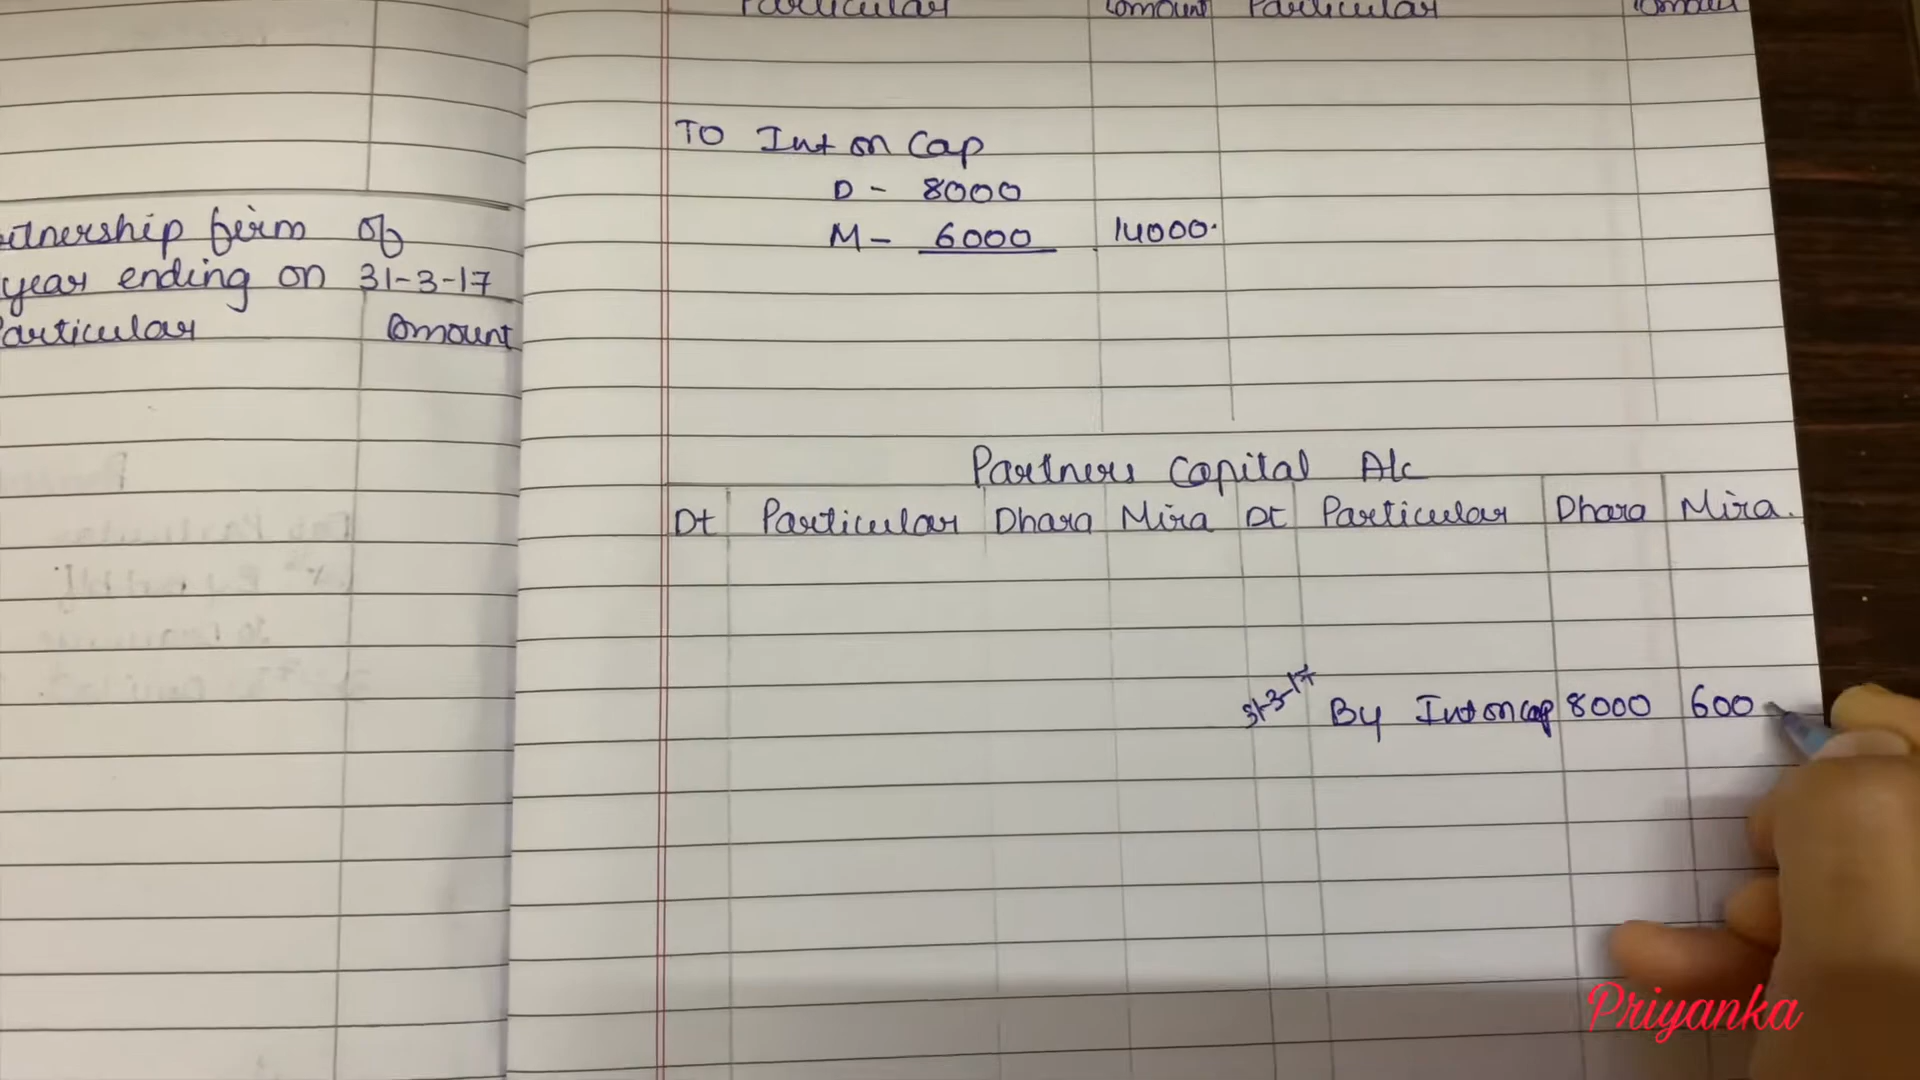 Particular Amount Particular Amount
TO Int on Cap
D - 8000
M - 6000 14000.
partnership firm of
year ending on 31-3-17
Particular Amount
Partners Capital A/c
Dt Particular Dhara Mira Dt Particular Dhara Mira.
31-3-17 By Int on cap 8000 600
Priyanka